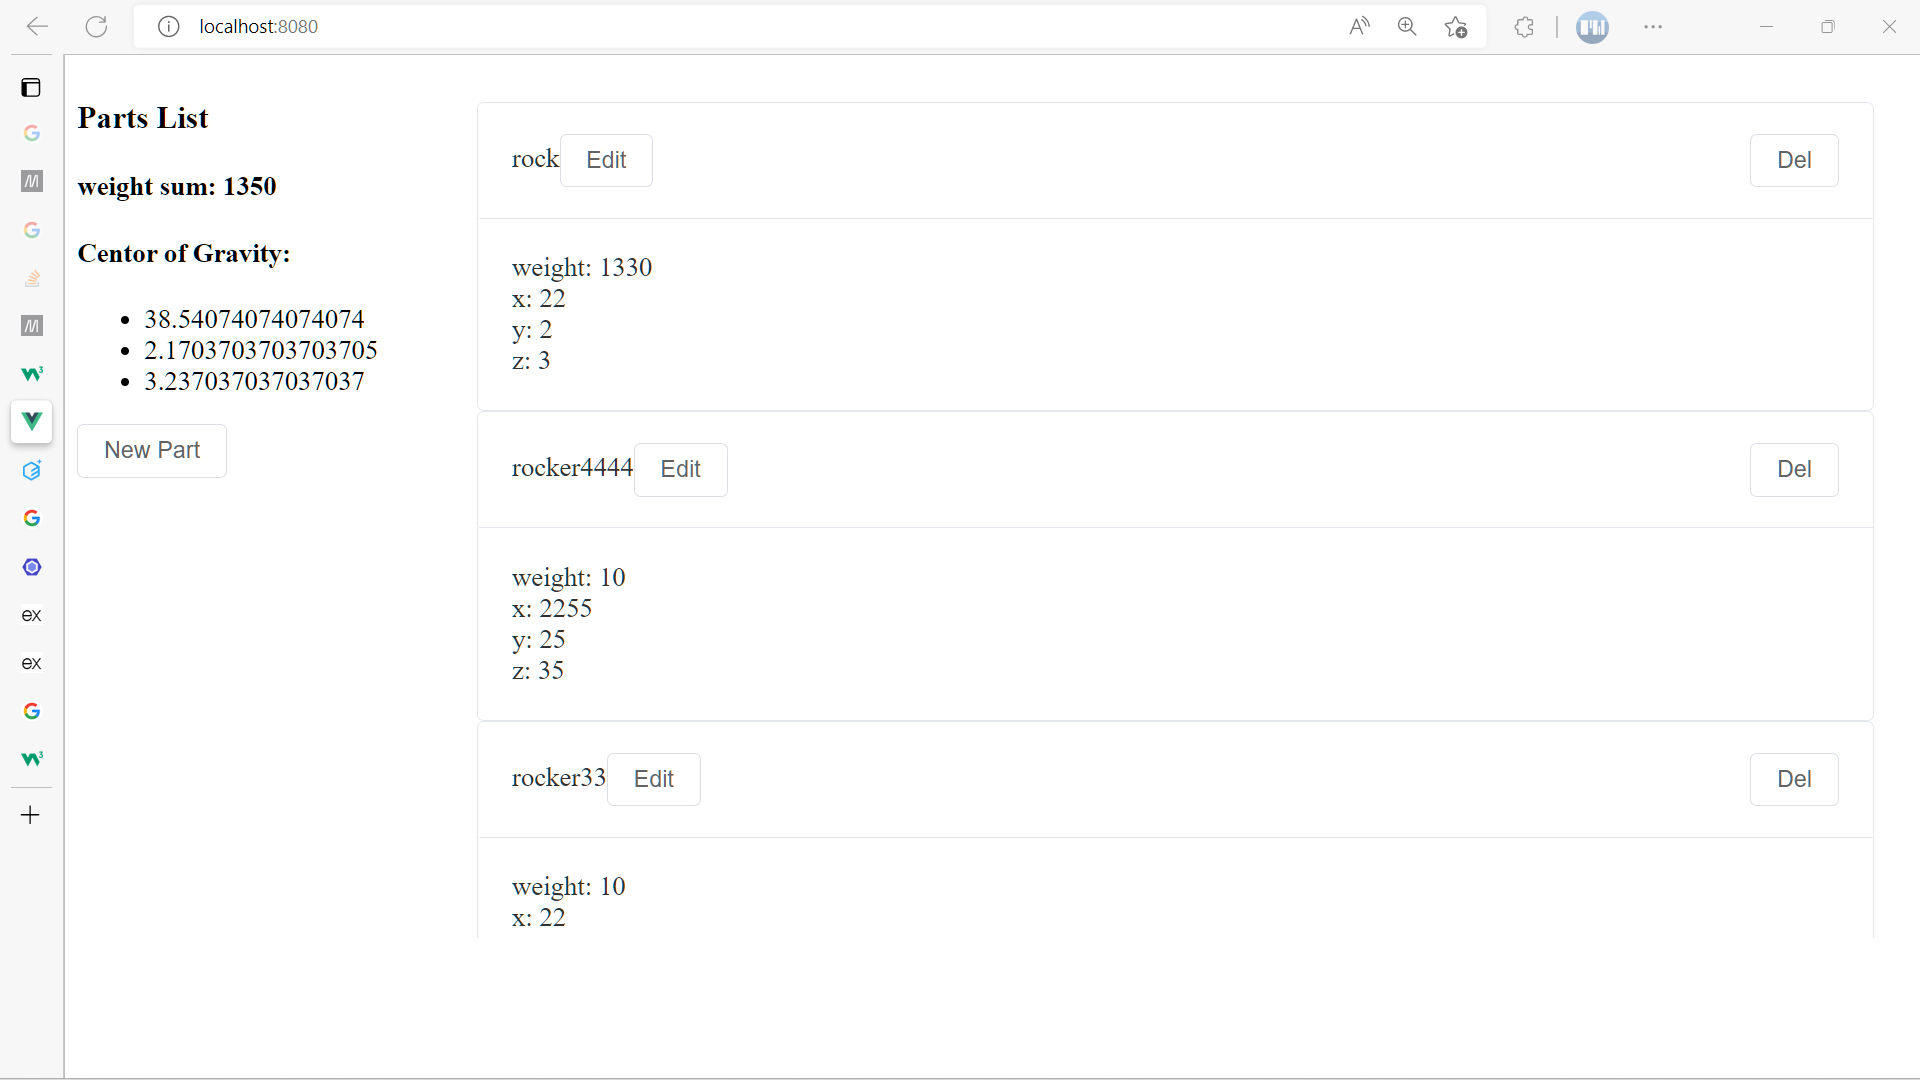 localhost:8080
Parts List
weight sum: 1350
Centor of Gravity:
• 38.54074074074074
• 2.1703703703703705
• 3.237037037037037
New Part
rock Edit Del
weight: 1330
x: 22
y: 2
z: 3
rocker4444 Edit Del
weight: 10
x: 2255
y: 25
z: 35
rocker33 Edit Del
weight: 10
x: 22
ex
ex